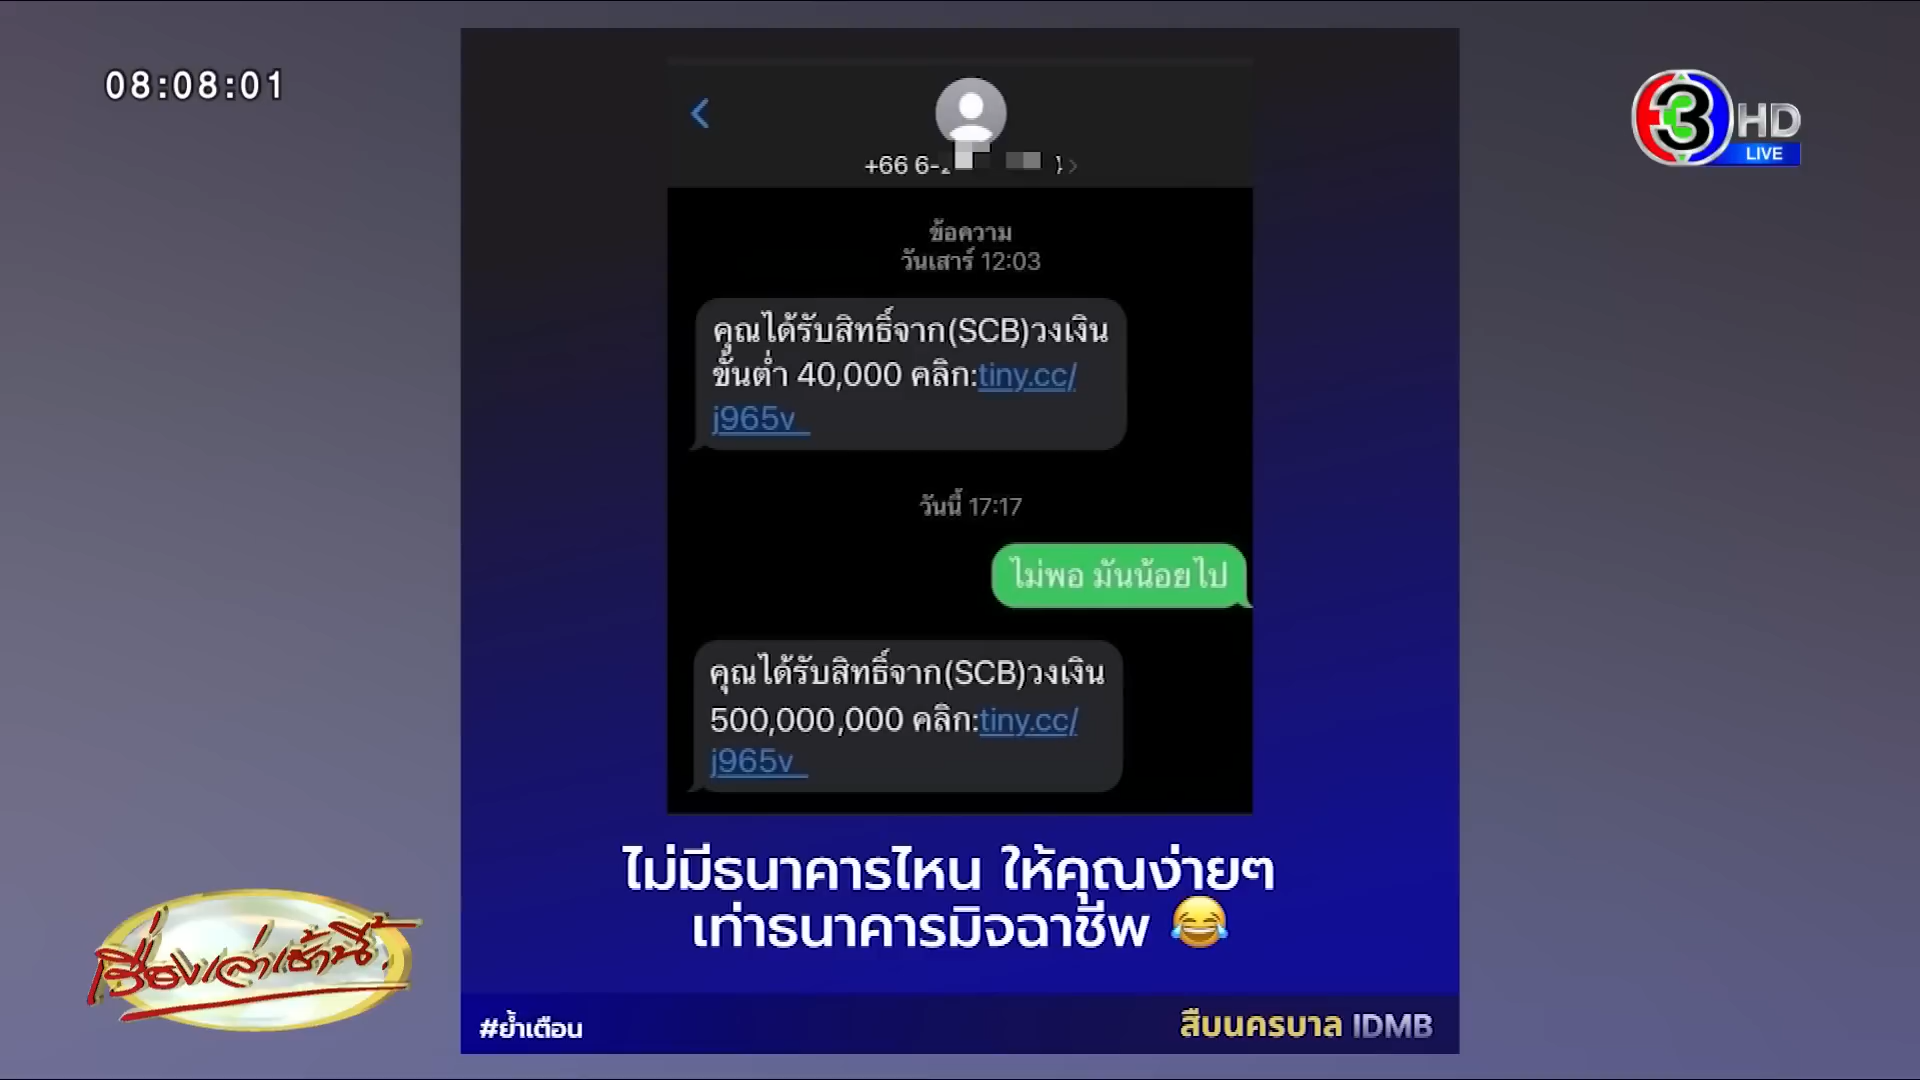 08:08:01
3 HD
LIVE
+66 6-
ข้อความ
วันเสาร์ 12:03
คุณได้รับสิทธิ์จาก(SCB)วงเงิน
ขั้นต่ำ 40,000 คลิก:tiny.cc/
j965v_
วันนี้ 17:17
ไม่พอ มันน้อยไป
คุณได้รับสิทธิ์จาก(SCB)วงเงิน
500,000,000 คลิก:tiny.cc/
j965v_
ไม่มีธนาคารไหน ให้คุณง่ายๆ
เท่าธนาคารมิจฉาชีพ 😂
เรื่องเล่าเช้านี้
#ย้ำเตือน
สืบนครบาล IDMB